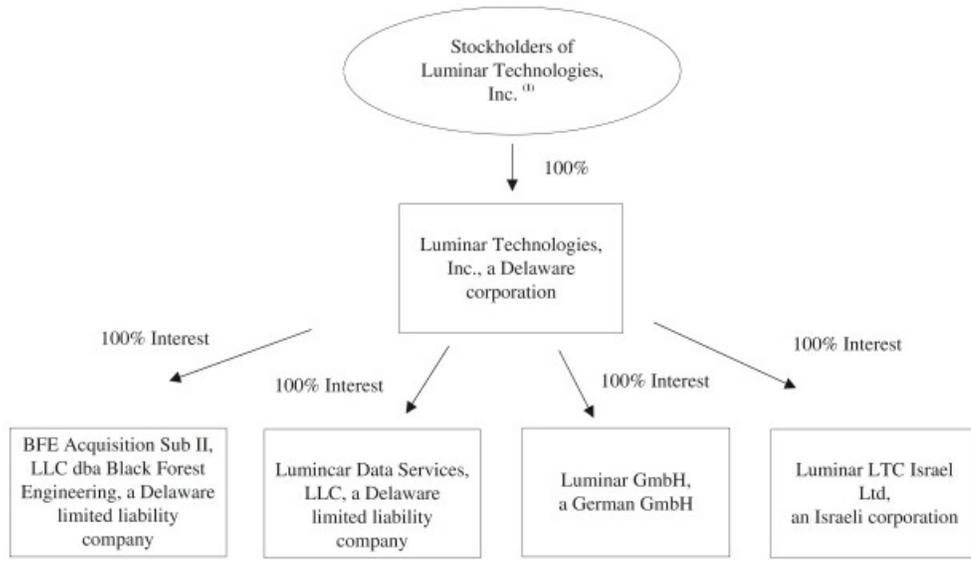 Stockholders of
Luminar Technologies,
Inc. (1)
100%
Luminar Technologies,
Inc., a Delaware
corporation
100% Interest
100% Interest
100% Interest
100% Interest
BFE Acquisition Sub II,
LLC dba Black Forest
Engineering, a Delaware
limited liability
company
Lumincar Data Services,
LLC, a Delaware
limited liability
company
Luminar GmbH,
a German GmbH
Luminar LTC Israel
Ltd,
an Israeli corporation